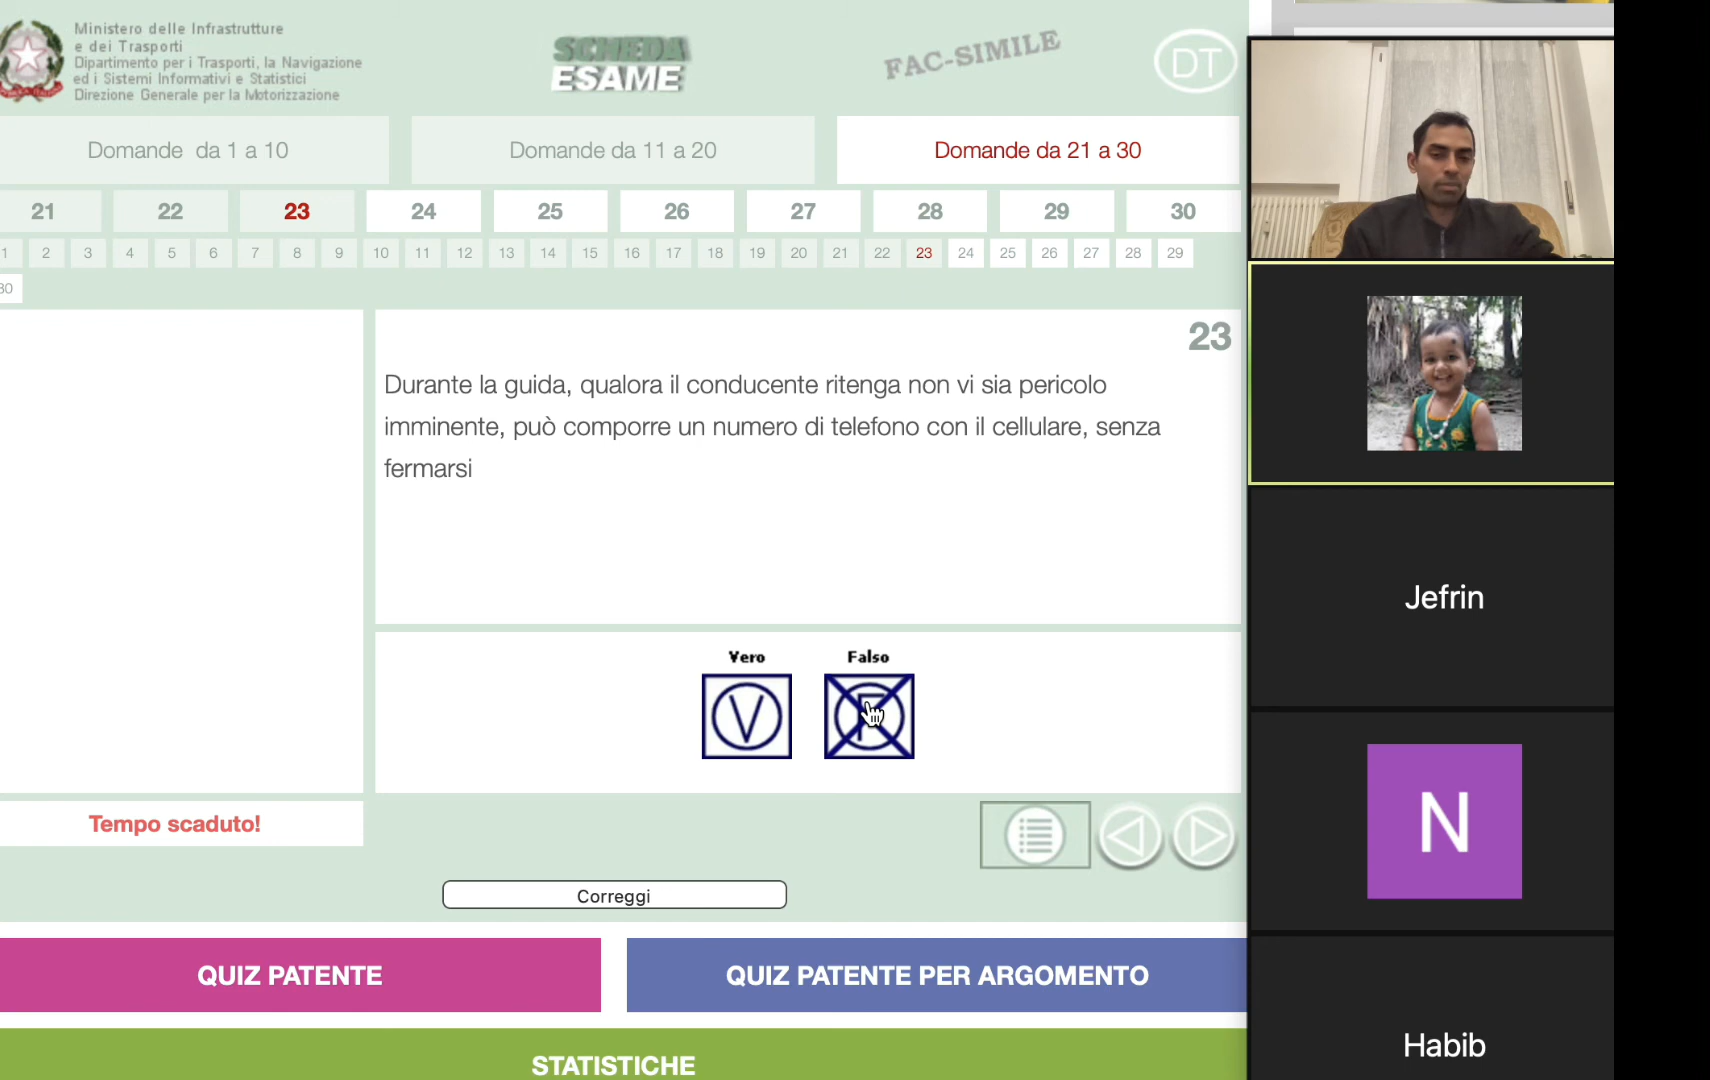 Ministero delle Infrastrutture
e dei Trasporti
Dipartimento per i Trasporti, la Navigazione
ed i Sistemi Informativi e Statistici
Direzione Generale per la Motorizzazione
SCHEDA
ESAME
FAC-SIMILE
DT
Domande da 1 a 10
Domande da 11 a 20
Domande da 21 a 30
21 22 23 24 25 26 27 28 29 30
1 2 3 4 5 6 7 8 9 10 11 12 13 14 15 16 17 18 19 20 21 22 23 24 25 26 27 28 29
30
23
Durante la guida, qualora il conducente ritenga non vi sia pericolo
imminente, può comporre un numero di telefono con il cellulare, senza
fermarsi
Vero
Falso
V
F
Tempo scaduto!
Correggi
QUIZ PATENTE
QUIZ PATENTE PER ARGOMENTO
STATISTICHE
Jefrin
N
Habib